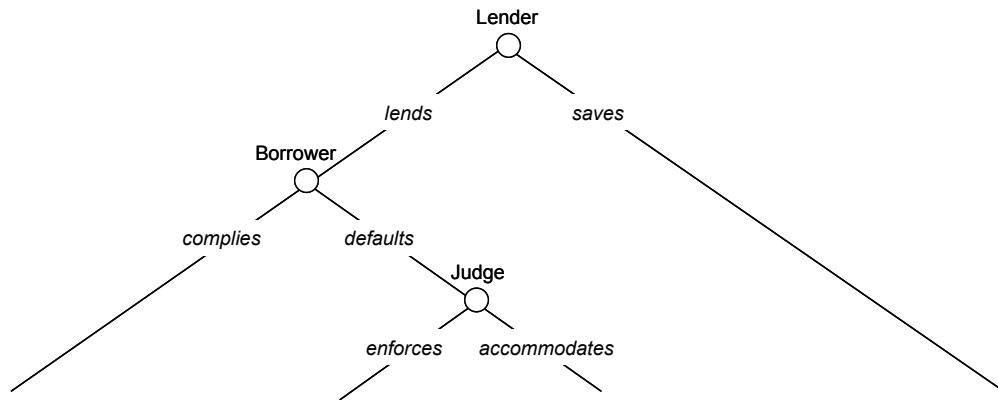 Lender
lends
saves
Borrower
complies
defaults
Judge
enforces
accommodates